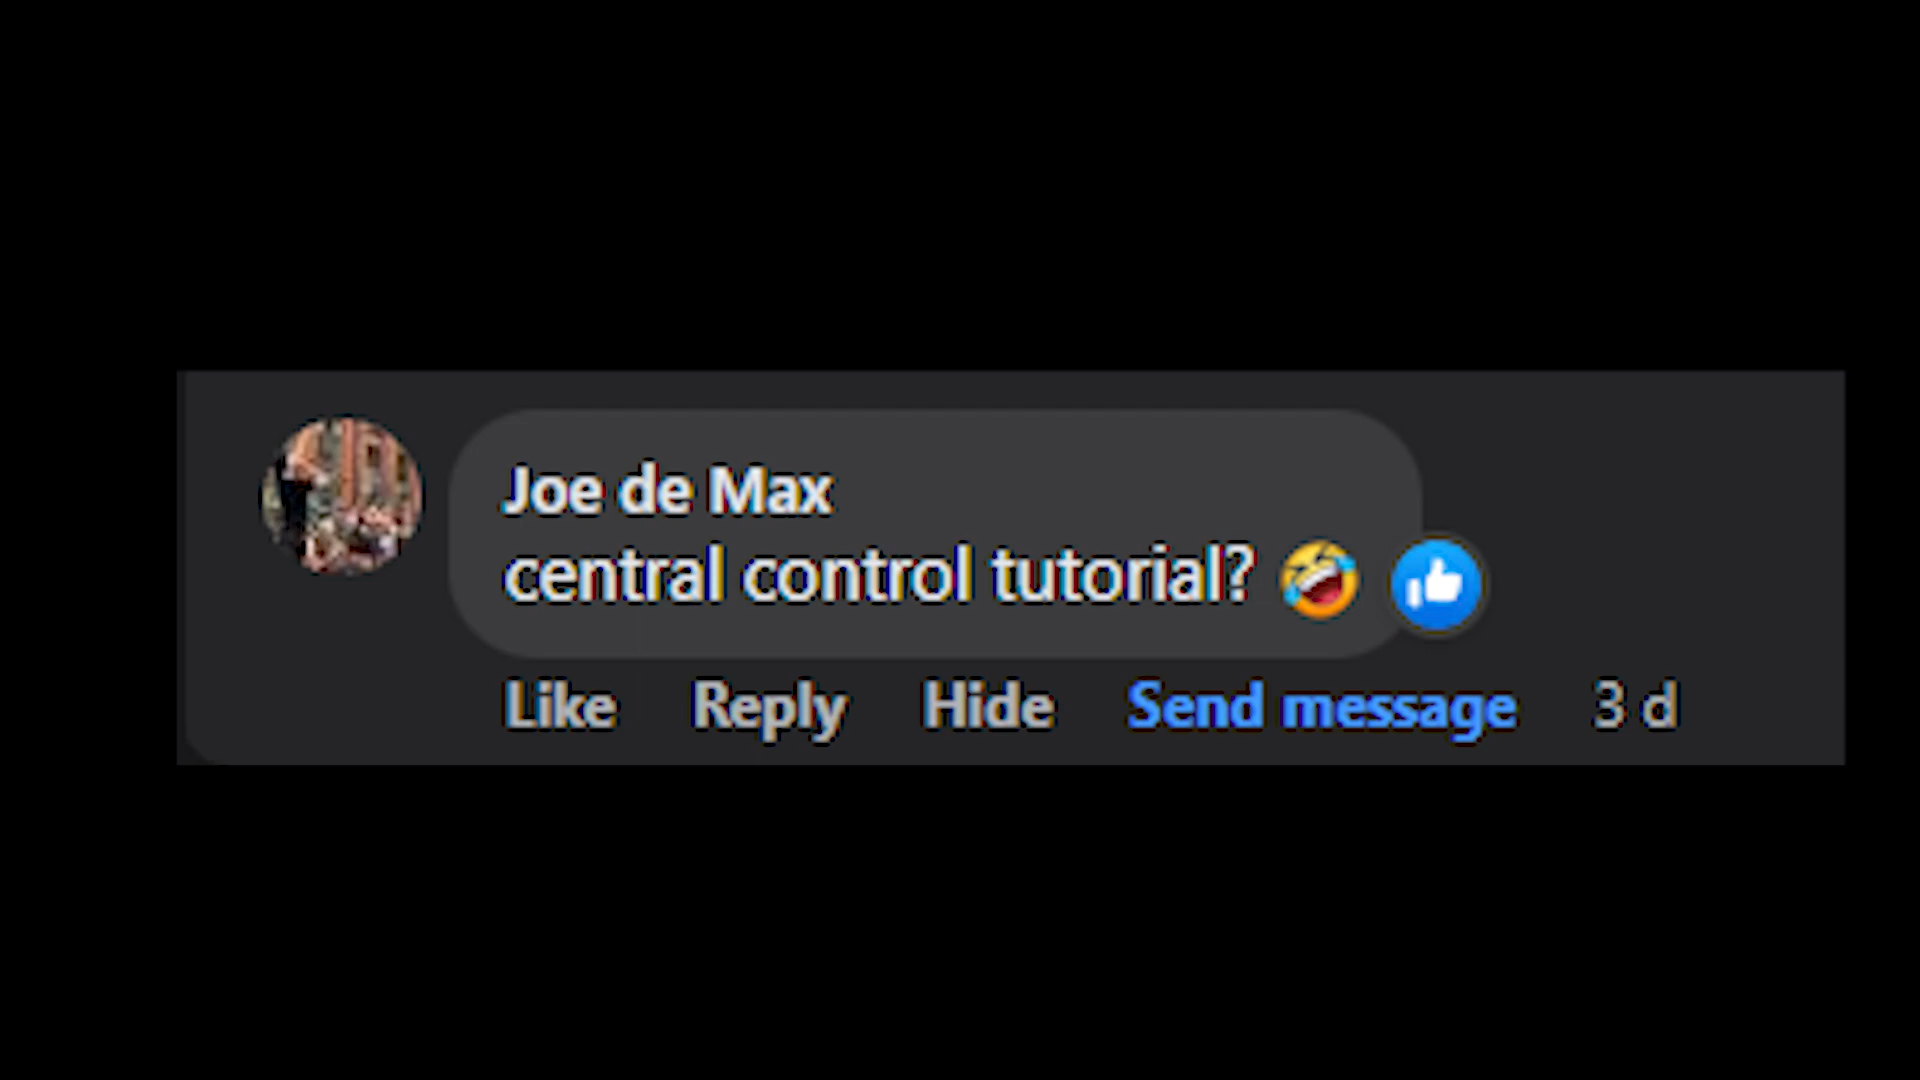 Joe de Max
central control tutorial? 🤣
Like Reply Hide Send message 3 d